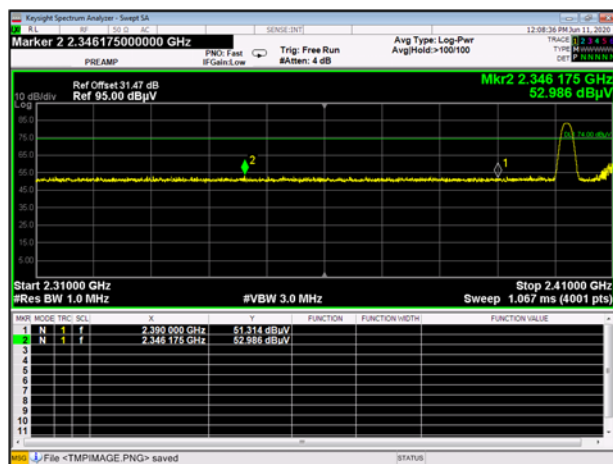 Keysight Spectrum Analyzer - Swept SA
RL RF 50 Ω AC SENSE:INT 12:08:36 PM Jun 11, 2020
Marker 2 2.346175000000 GHz
PREAMP
PNO: Fast
IFGain:Low
Trig: Free Run
#Atten: 4 dB
Avg Type: Log-Pwr
Avg|Hold:>100/100
TRACE 1 2 3 4 5 6
TYPE
DET P N N N N N
Mkr2 2.346 175 GHz
52.986 dBµV
Ref Offset 31.47 dB
10 dB/div Ref 95.00 dBµV
Log
85.0
75.0
65.0
55.0
45.0
35.0
25.0
15.0
5.00
2
1
DL1 74.00 dBµV
Start 2.31000 GHz Stop 2.41000 GHz
#Res BW 1.0 MHz #VBW 3.0 MHz Sweep 1.067 ms (4001 pts)
MKR MODE TRC SCL X Y FUNCTION FUNCTION WIDTH FUNCTION VALUE
1 N 1 f 2.390 000 GHz 51.314 dBµV
2 N 1 f 2.346 175 GHz 52.986 dBµV
3
4
5
6
7
8
9
10
11
MSG File <TMPIMAGE.PNG> saved STATUS